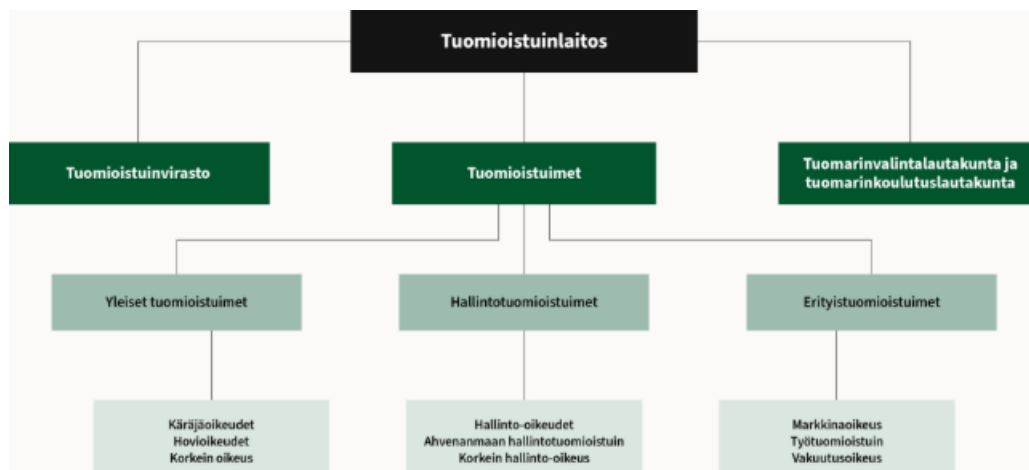 Tuomioistuinlaitos
Tuomioistuinvirasto
Tuomioistuimet
Tuomarinvalintalautakunta ja
tuomarinkoulutuslautakunta
Yleiset tuomioistuimet
Hallintotuomioistuimet
Erityistuomioistuimet
Käräjäoikeudet
Hovioikeudet
Korkein oikeus
Hallinto-oikeudet
Ahvenanmaan hallintotuomioistuin
Korkein hallinto-oikeus
Markkinaoikeus
Työtuomioistuin
Vakuutusoikeus